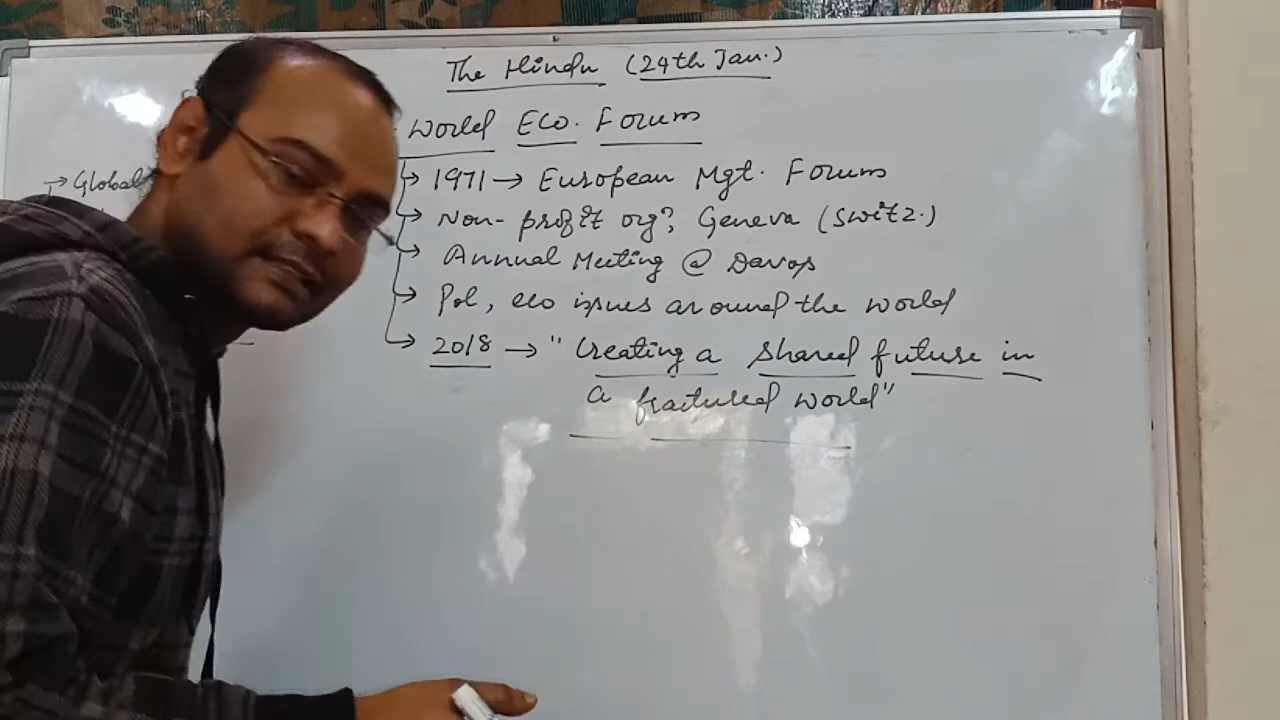 The Hindu (24th Jan.)
World Eco. Forum
→ Global
→ 1971 → European Mgt. Forum
→ Non-profit org? Geneva (Switz.)
→ Annual Meeting @ Davos
→ Pol, eco issues around the world
→ 2018 → "Creating a shared future in
a fractured world"